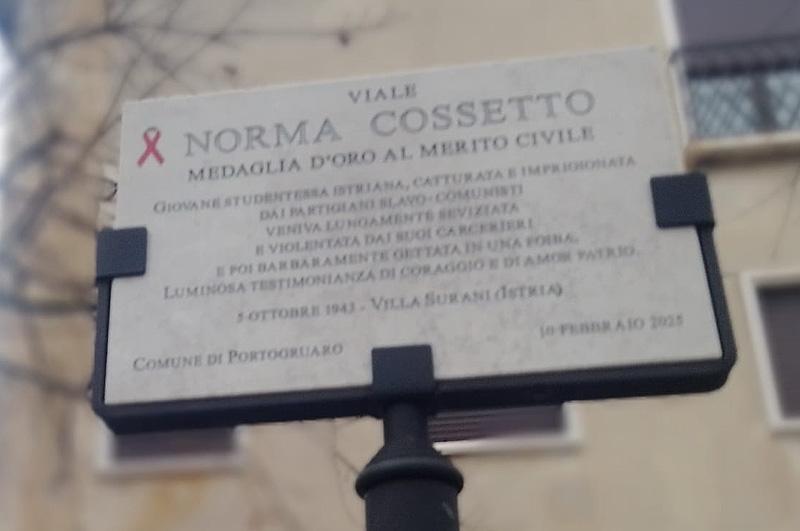 VIALE
NORMA COSSETTO
MEDAGLIA D'ORO AL MERITO CIVILE
GIOVANE STUDENTESSA ISTRIANA, CATTURATA E IMPRIGIONATA
DAI PARTIGIANI SLAVO-COMUNISTI
VENIVA LUNGAMENTE SEVIZIATA
E VIOLENTATA DAI SUOI CARCERIERI
E POI BARBARAMENTE GETTATA IN UNA FOIBA.
LUMINOSA TESTIMONIANZA DI CORAGGIO E DI AMOR PATRIO.
5 OTTOBRE 1943 - VILLA SURANI (ISTRIA)
COMUNE DI PORTOGRUARO
10 FEBBRAIO 2025